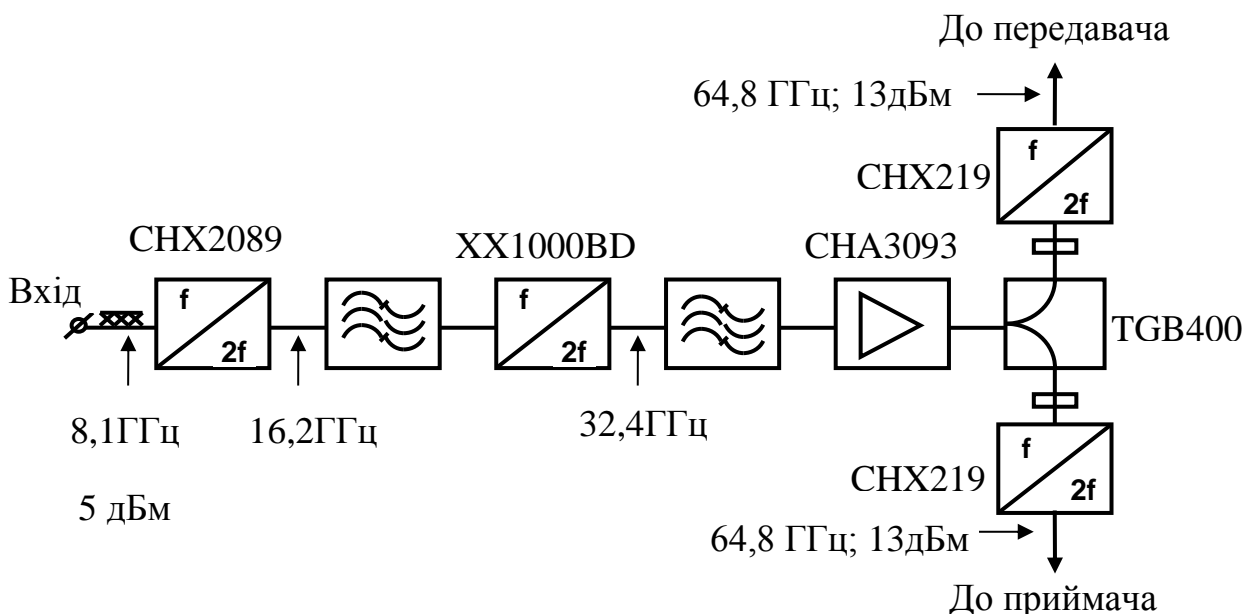 До передавача
64,8 ГГц; 13дБм
f
CHX219
2f
CHX2089
XX1000BD
CHA3093
Вхід
f
2f
f
2f
TGB400
8,1ГГц
16,2ГГц
32,4ГГц
f
CHX219
2f
5 дБм
64,8 ГГц; 13дБм
До приймача